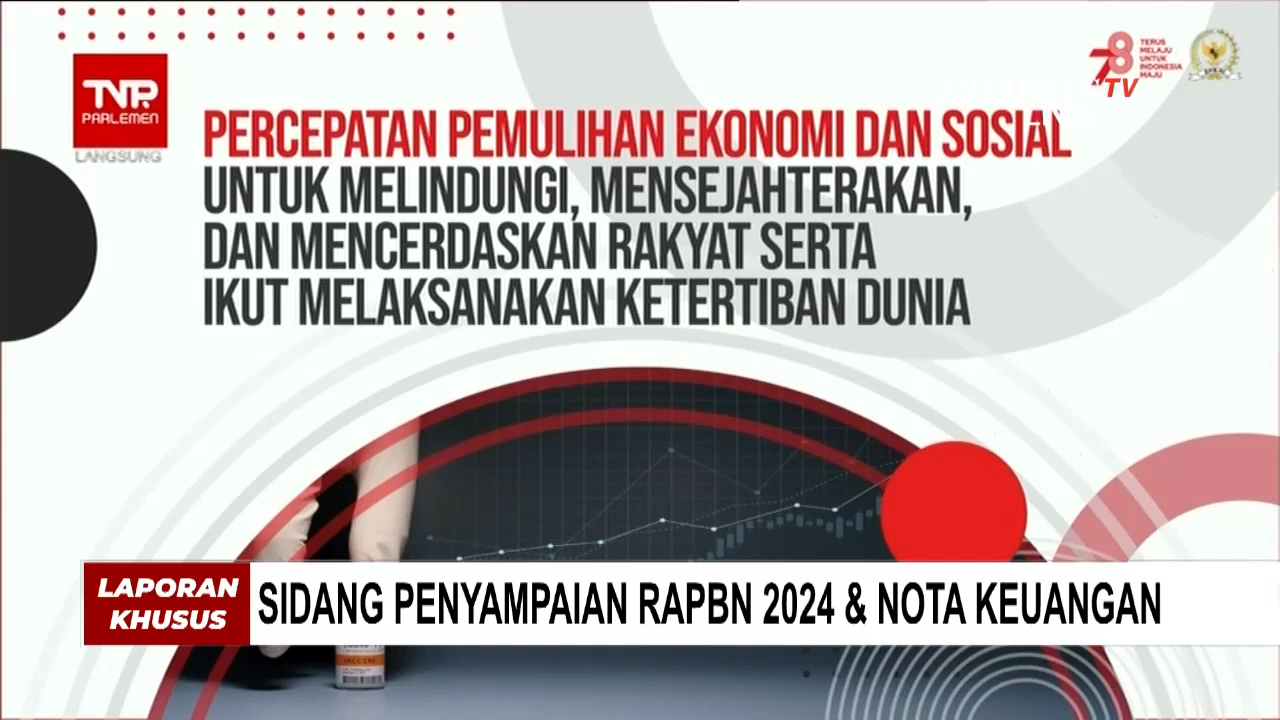 TVR
PARLEMEN
LANGSUNG
78
TERUS
MELAJU
UNTUK
INDONESIA
MAJU
TV
PERCEPATAN PEMULIHAN EKONOMI DAN SOSIAL
UNTUK MELINDUNGI, MENSEJAHTERAKAN,
DAN MENCERDASKAN RAKYAT SERTA
IKUT MELAKSANAKAN KETERTIBAN DUNIA
LAPORAN
KHUSUS
SIDANG PENYAMPAIAN RAPBN 2024 & NOTA KEUANGAN
VACCINE